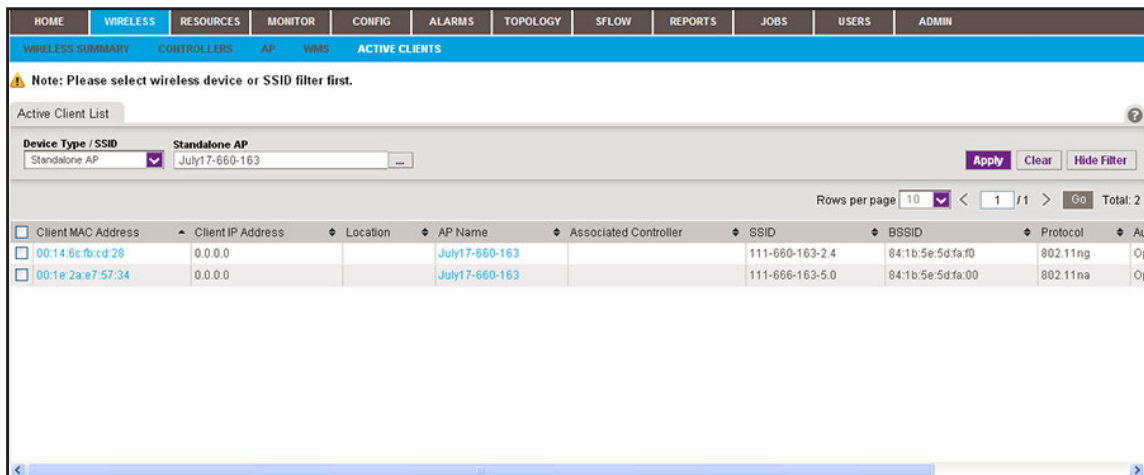 HOME WIRELESS RESOURCES MONITOR CONFIG ALARMS TOPOLOGY SFLOW REPORTS JOBS USERS ADMIN
WIRELESS SUMMARY CONTROLLERS AP WMS ACTIVE CLIENTS
Note: Please select wireless device or SSID filter first.
Active Client List
Device Type / SSID Standalone AP
Standalone AP July17-660-163 ... Apply Clear Hide Filter
Rows per page 10 < 1 /1 > Go Total: 2
Client MAC Address Client IP Address Location AP Name Associated Controller SSID BSSID Protocol Au
00:14:6c:fb:cd:28 0.0.0.0 July17-660-163 111-660-163-2.4 84:1b:5e:5d:fa:f0 802.11ng Op
00:1e:2a:e7:57:34 0.0.0.0 July17-660-163 111-666-163-5.0 84:1b:5e:5d:fa:00 802.11na Op